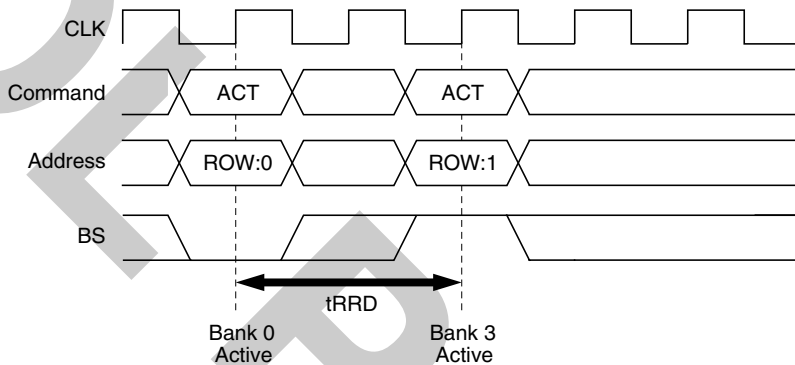 CLK
Command ACT ACT
Address ROW:0 ROW:1
BS
tRRD
Bank 0 Bank 3
Active Active